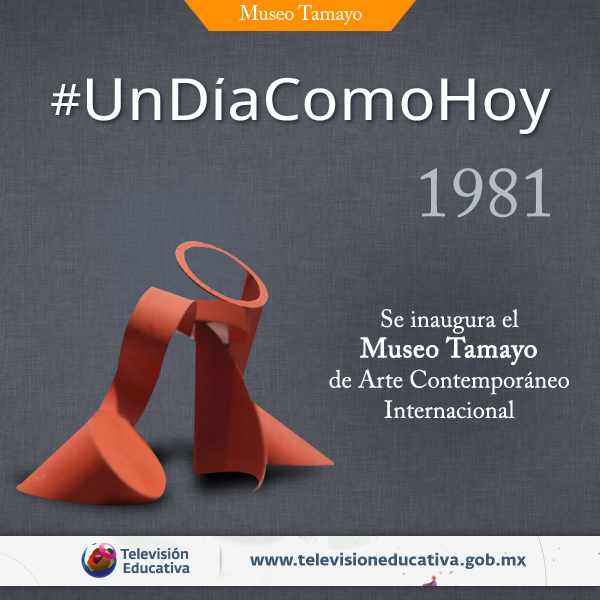 Museo Tamayo
#UnDíaComoHoy
1981
Se inaugura el
Museo Tamayo
de Arte Contemporáneo
Internacional
Televisión
Educativa
www.televisioneducativa.gob.mx